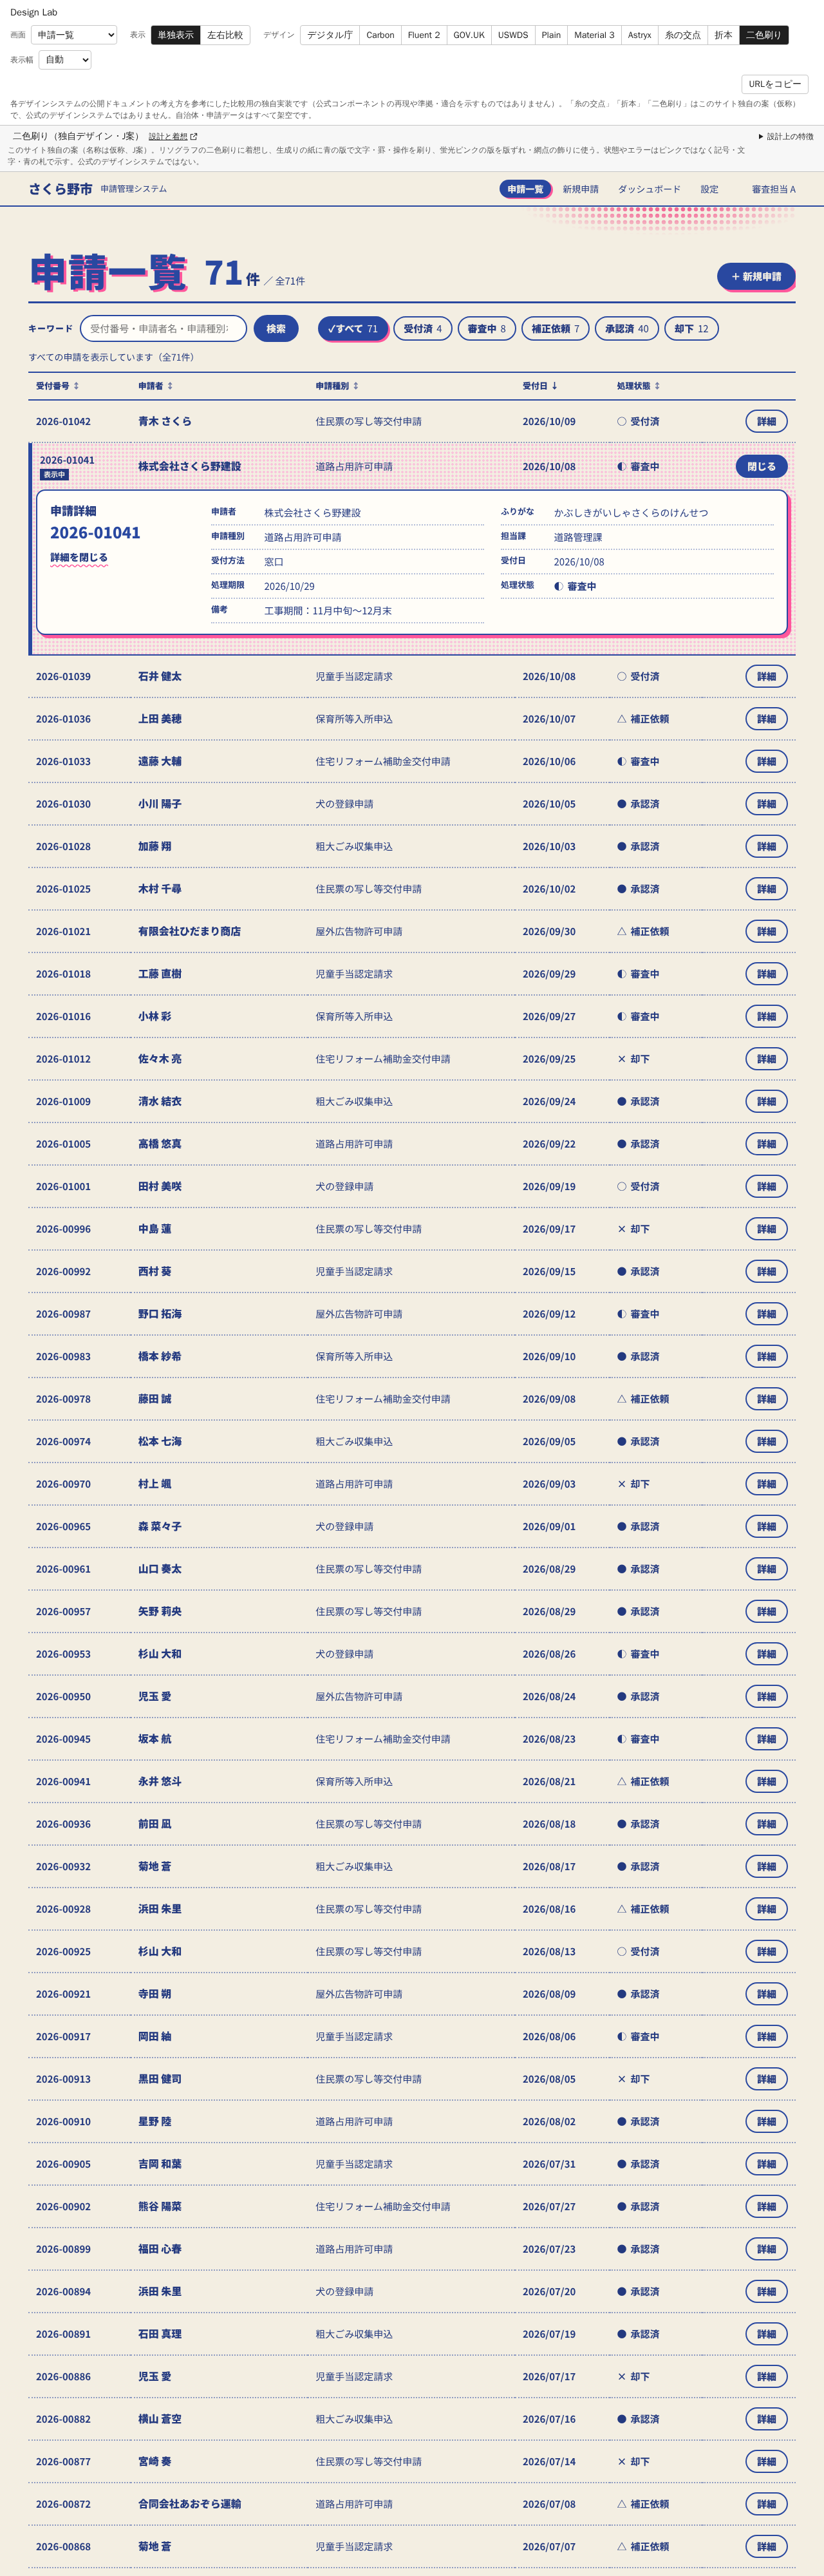 Design Lab
画面 申請一覧 表示 単独表示 左右比較 デザイン デジタル庁 Carbon Fluent 2 GOV.UK USWDS Plain Material 3 Astryx 糸の交点 折本 二色刷り
表示幅 自動
URLをコピー
各デザインシステムの公開ドキュメントの考え方を参考にした比較用の独自実装です（公式コンポーネントの再現や準拠・適合を示すものではありません）。「糸の交点」「折本」「二色刷り」はこのサイト独自の案（仮称）
で、公式のデザインシステムではありません。自治体・申請データはすべて架空です。
二色刷り（独自デザイン・J案） 設計と着想 ▶ 設計上の特徴
このサイト独自の案（名称は仮称、J案）。リソグラフの二色刷りに着想し、生成りの紙に青の版で文字・罫・操作を刷り、蛍光ピンクの版を版ずれ・網点の飾りに使う。状態やエラーはピンクではなく記号・文
字・青の札で示す。公式のデザインシステムではない。
さくら野市 申請管理システム 申請一覧 新規申請 ダッシュボード 設定 審査担当 A
申請一覧 71件 ／ 全71件 ＋ 新規申請
キーワード 受付番号・申請者名・申請種別 検索 ✓すべて 71 受付済 4 審査中 8 補正依頼 7 承認済 40 却下 12
すべての申請を表示しています（全71件）
受付番号 ↕ 申請者 ↕ 申請種別 ↕ 受付日 ↓ 処理状態 ↕
2026-01042 青木 さくら 住民票の写し等交付申請 2026/10/09 ○ 受付済 詳細
2026-01041 表示中 株式会社さくら野建設 道路占用許可申請 2026/10/08 ◐ 審査中 閉じる
申請詳細
2026-01041
詳細を閉じる
申請者 株式会社さくら野建設 ふりがな かぶしきがいしゃさくらのけんせつ
申請種別 道路占用許可申請 担当課 道路管理課
受付方法 窓口 受付日 2026/10/08
処理期限 2026/10/29 処理状態 ◐ 審査中
備考 工事期間：11月中旬〜12月末
2026-01039 石井 健太 児童手当認定請求 2026/10/08 ○ 受付済 詳細
2026-01036 上田 美穂 保育所等入所申込 2026/10/07 △ 補正依頼 詳細
2026-01033 遠藤 大輔 住宅リフォーム補助金交付申請 2026/10/06 ◐ 審査中 詳細
2026-01030 小川 陽子 犬の登録申請 2026/10/05 ● 承認済 詳細
2026-01028 加藤 翔 粗大ごみ収集申込 2026/10/03 ● 承認済 詳細
2026-01025 木村 千尋 住民票の写し等交付申請 2026/10/02 ● 承認済 詳細
2026-01021 有限会社ひだまり商店 屋外広告物許可申請 2026/09/30 △ 補正依頼 詳細
2026-01018 工藤 直樹 児童手当認定請求 2026/09/29 ◐ 審査中 詳細
2026-01016 小林 彩 保育所等入所申込 2026/09/27 ◐ 審査中 詳細
2026-01012 佐々木 亮 住宅リフォーム補助金交付申請 2026/09/25 × 却下 詳細
2026-01009 清水 結衣 粗大ごみ収集申込 2026/09/24 ● 承認済 詳細
2026-01005 高橋 悠真 道路占用許可申請 2026/09/22 ● 承認済 詳細
2026-01001 田村 美咲 犬の登録申請 2026/09/19 ○ 受付済 詳細
2026-00996 中島 蓮 住民票の写し等交付申請 2026/09/17 × 却下 詳細
2026-00992 西村 葵 児童手当認定請求 2026/09/15 ● 承認済 詳細
2026-00987 野口 拓海 屋外広告物許可申請 2026/09/12 ◐ 審査中 詳細
2026-00983 橋本 紗希 保育所等入所申込 2026/09/10 ● 承認済 詳細
2026-00978 藤田 誠 住宅リフォーム補助金交付申請 2026/09/08 △ 補正依頼 詳細
2026-00974 松本 七海 粗大ごみ収集申込 2026/09/05 ● 承認済 詳細
2026-00970 村上 颯 道路占用許可申請 2026/09/03 × 却下 詳細
2026-00965 森 菜々子 犬の登録申請 2026/09/01 ● 承認済 詳細
2026-00961 山口 奏太 住民票の写し等交付申請 2026/08/29 ● 承認済 詳細
2026-00957 矢野 莉央 住民票の写し等交付申請 2026/08/29 ● 承認済 詳細
2026-00953 杉山 大和 犬の登録申請 2026/08/26 ◐ 審査中 詳細
2026-00950 児玉 愛 屋外広告物許可申請 2026/08/24 ● 承認済 詳細
2026-00945 坂本 航 住宅リフォーム補助金交付申請 2026/08/23 ◐ 審査中 詳細
2026-00941 永井 悠斗 保育所等入所申込 2026/08/21 △ 補正依頼 詳細
2026-00936 前田 凪 住民票の写し等交付申請 2026/08/18 ● 承認済 詳細
2026-00932 菊地 蒼 粗大ごみ収集申込 2026/08/17 ● 承認済 詳細
2026-00928 浜田 朱里 住民票の写し等交付申請 2026/08/16 △ 補正依頼 詳細
2026-00925 杉山 大和 住民票の写し等交付申請 2026/08/13 ○ 受付済 詳細
2026-00921 寺田 朔 屋外広告物許可申請 2026/08/09 ● 承認済 詳細
2026-00917 岡田 紬 児童手当認定請求 2026/08/06 ◐ 審査中 詳細
2026-00913 黒田 健司 住民票の写し等交付申請 2026/08/05 × 却下 詳細
2026-00910 星野 陸 道路占用許可申請 2026/08/02 ● 承認済 詳細
2026-00905 吉岡 和葉 児童手当認定請求 2026/07/31 ● 承認済 詳細
2026-00902 熊谷 陽菜 住宅リフォーム補助金交付申請 2026/07/27 ● 承認済 詳細
2026-00899 福田 心春 道路占用許可申請 2026/07/23 ● 承認済 詳細
2026-00894 浜田 朱里 犬の登録申請 2026/07/20 ● 承認済 詳細
2026-00891 石田 真理 粗大ごみ収集申込 2026/07/19 ● 承認済 詳細
2026-00886 児玉 愛 児童手当認定請求 2026/07/17 × 却下 詳細
2026-00882 横山 蒼空 粗大ごみ収集申込 2026/07/16 ● 承認済 詳細
2026-00877 宮崎 奏 住民票の写し等交付申請 2026/07/14 × 却下 詳細
2026-00872 合同会社あおぞら運輸 道路占用許可申請 2026/07/08 △ 補正依頼 詳細
2026-00868 菊地 蒼 児童手当認定請求 2026/07/07 △ 補正依頼 詳細